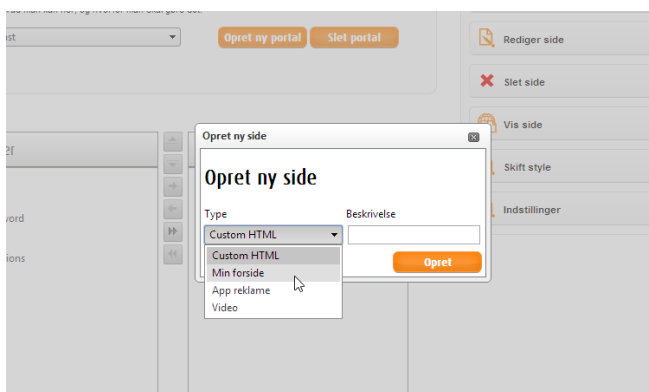 Opret ny portal
Slet portal
Rediger side
Slet side
Vis side
Skift style
Indstillinger
Opret ny side
Opret ny side
Type
Beskrivelse
Custom HTML
Custom HTML
Min forside
App reklame
Video
Opret